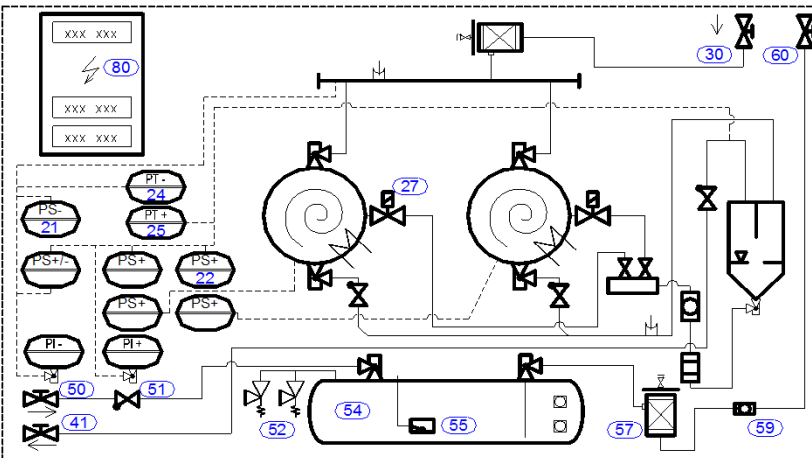 30
60
XXX XXX
80
XXX XXX
XXX XXX
PT -
24
27
PS-
21
PT +
25
PS+/-
PS+
PS+
22
PS+
PS+
PI -
PI +
50
51
41
52
54
55
57
59